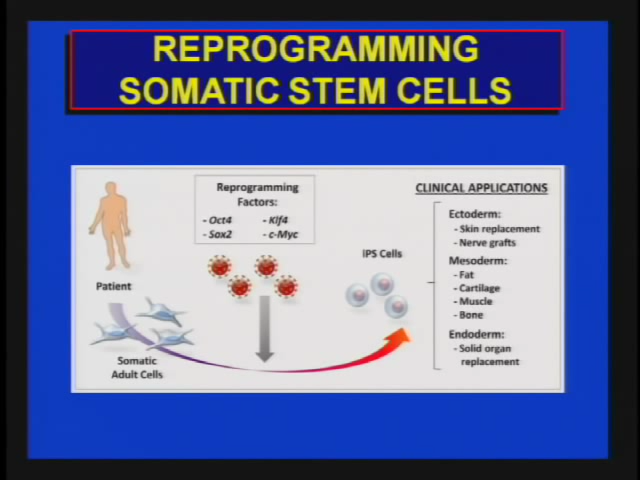 REPROGRAMMING
SOMATIC STEM CELLS
Reprogramming
Factors:
- Oct4 - Klf4
- Sox2 - c-Myc
Patient
Somatic
Adult Cells
IPS Cells
CLINICAL APPLICATIONS
Ectoderm:
- Skin replacement
- Nerve grafts
Mesoderm:
- Fat
- Cartilage
- Muscle
- Bone
Endoderm:
- Solid organ
replacement